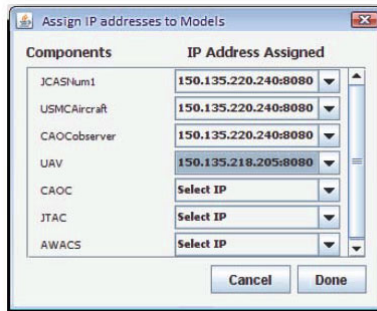 Assign IP addresses to Models
Components IP Address Assigned
JCASNum1 150.135.220.240:8080
USMCAircraft 150.135.220.240:8080
CAOCobserver 150.135.220.240:8080
UAV 150.135.218.205:8080
CAOC Select IP
JTAC Select IP
AWACS Select IP
Cancel Done